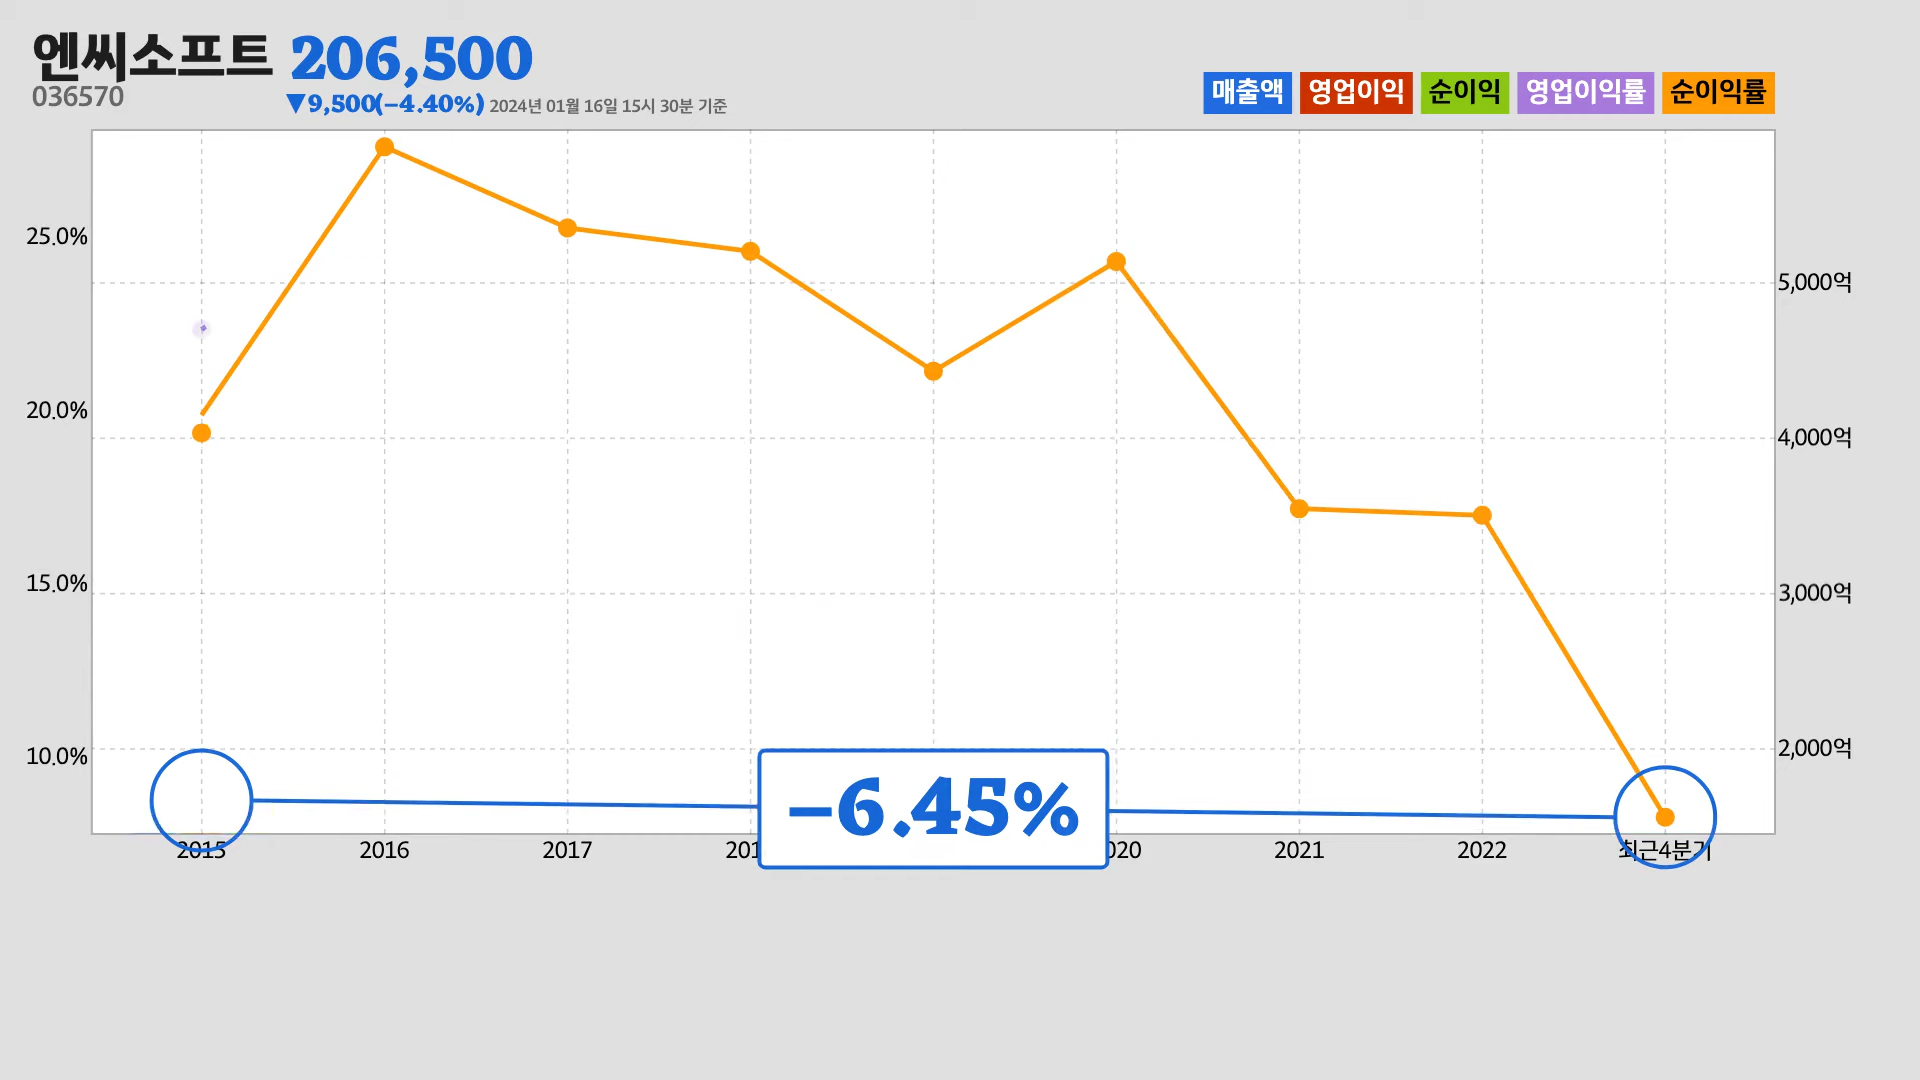 엔씨소프트 206,500
036570
▼9,500(−4.40%) 2024년 01월 16일 15시 30분 기준
매출액 영업이익 순이익 영업이익률 순이익률
25.0%
20.0%
15.0%
10.0%
5,000억
4,000억
3,000억
2,000억
−6.45%
2015 2016 2017 201 020 2021 2022 최근4분기